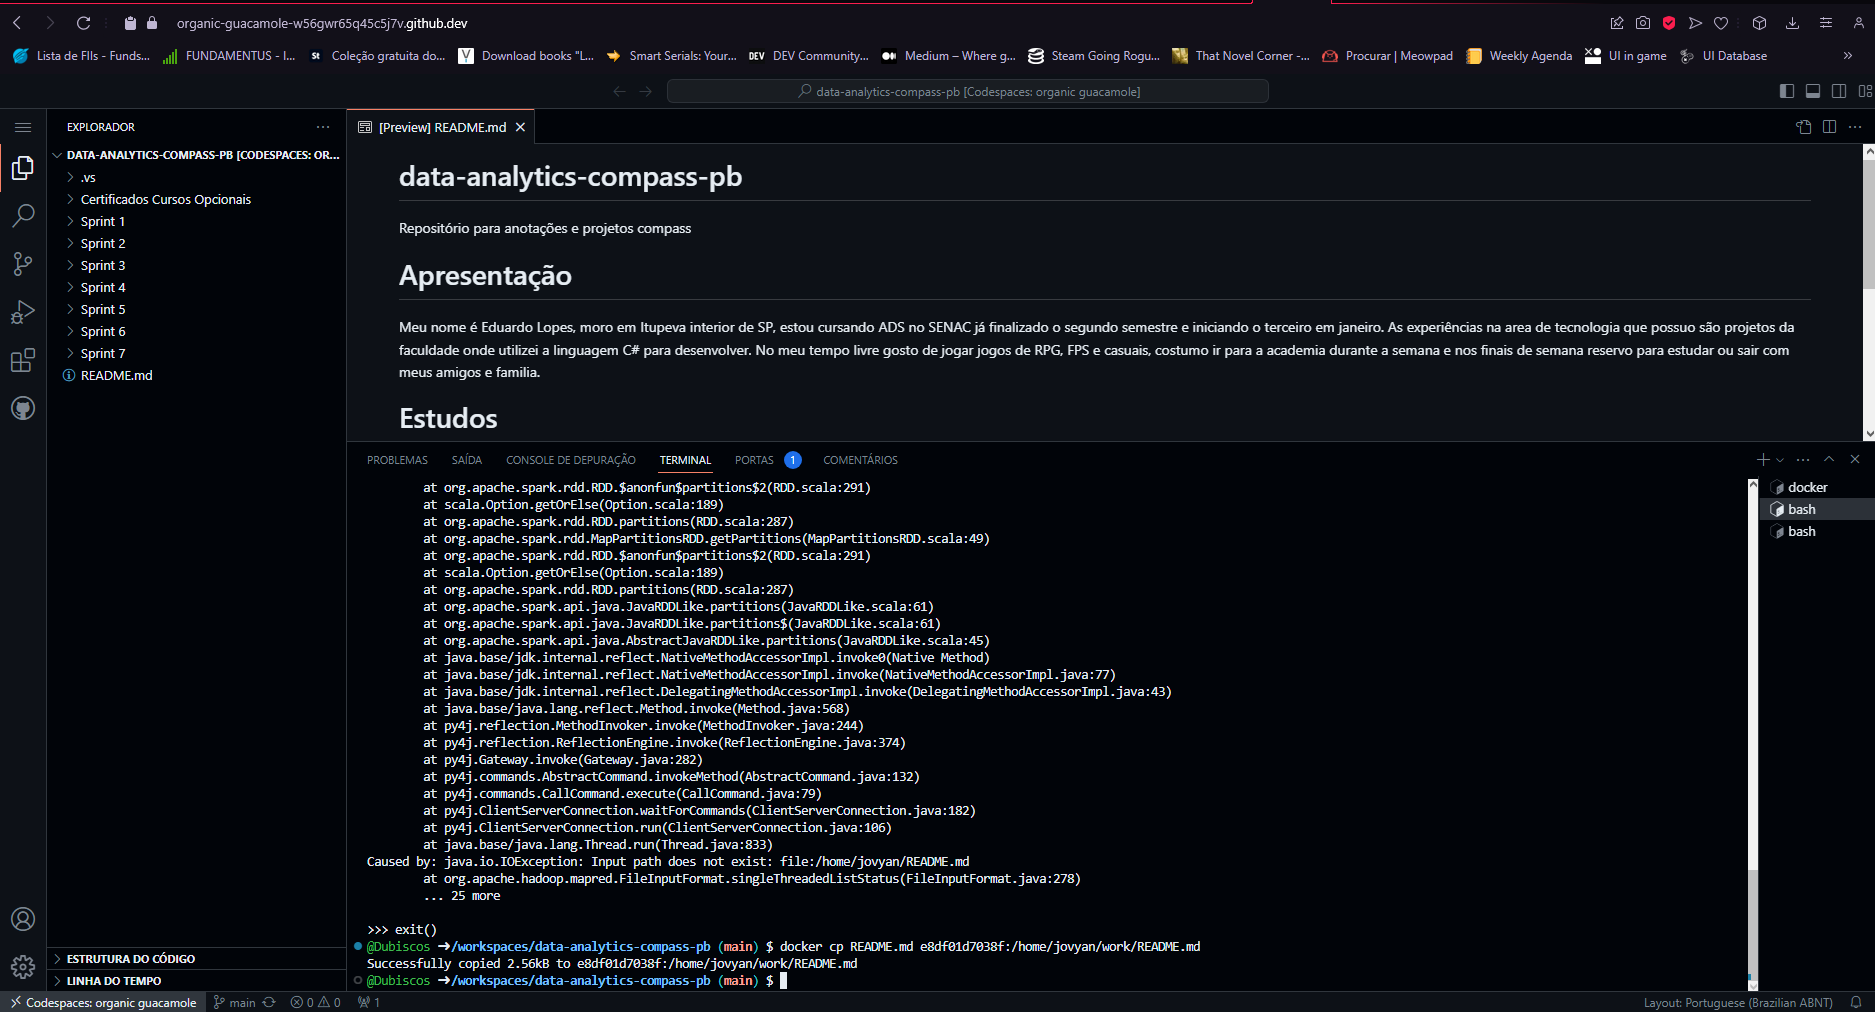 organic-guacamole-w56gwr65q45c5j7v.github.dev
Lista de FIIs - Funds...
FUNDAMENTUS - I...
St Coleção gratuita do...
Download books "L...
Smart Serials: Your...
DEV DEV Community...
Medium – Where g...
Steam Going Rogu...
That Novel Corner -...
Procurar | Meowpad
Weekly Agenda
UI in game
UI Database
data-analytics-compass-pb [Codespaces: organic guacamole]
EXPLORADOR
DATA-ANALYTICS-COMPASS-PB [CODESPACES: OR...
.vs
Certificados Cursos Opcionais
Sprint 1
Sprint 2
Sprint 3
Sprint 4
Sprint 5
Sprint 6
Sprint 7
README.md
ESTRUTURA DO CÓDIGO
LINHA DO TEMPO
[Preview] README.md
data-analytics-compass-pb
Repositório para anotações e projetos compass
Apresentação
Meu nome é Eduardo Lopes, moro em Itupeva interior de SP, estou cursando ADS no SENAC já finalizado o segundo semestre e iniciando o terceiro em janeiro. As experiências na area de tecnologia que possuo são projetos da
faculdade onde utilizei a linguagem C# para desenvolver. No meu tempo livre gosto de jogar jogos de RPG, FPS e casuais, costumo ir para a academia durante a semana e nos finais de semana reservo para estudar ou sair com
meus amigos e familia.
Estudos
PROBLEMAS
SAÍDA
CONSOLE DE DEPURAÇÃO
TERMINAL
PORTAS 1
COMENTÁRIOS
at org.apache.spark.rdd.RDD.$anonfun$partitions$2(RDD.scala:291)
at scala.Option.getOrElse(Option.scala:189)
at org.apache.spark.rdd.RDD.partitions(RDD.scala:287)
at org.apache.spark.rdd.MapPartitionsRDD.getPartitions(MapPartitionsRDD.scala:49)
at org.apache.spark.rdd.RDD.$anonfun$partitions$2(RDD.scala:291)
at scala.Option.getOrElse(Option.scala:189)
at org.apache.spark.rdd.RDD.partitions(RDD.scala:287)
at org.apache.spark.api.java.JavaRDDLike.partitions(JavaRDDLike.scala:61)
at org.apache.spark.api.java.JavaRDDLike.partitions$(JavaRDDLike.scala:61)
at org.apache.spark.api.java.AbstractJavaRDDLike.partitions(JavaRDDLike.scala:45)
at java.base/jdk.internal.reflect.NativeMethodAccessorImpl.invoke0(Native Method)
at java.base/jdk.internal.reflect.NativeMethodAccessorImpl.invoke(NativeMethodAccessorImpl.java:77)
at java.base/jdk.internal.reflect.DelegatingMethodAccessorImpl.invoke(DelegatingMethodAccessorImpl.java:43)
at java.base/java.lang.reflect.Method.invoke(Method.java:568)
at py4j.reflection.MethodInvoker.invoke(MethodInvoker.java:244)
at py4j.reflection.ReflectionEngine.invoke(ReflectionEngine.java:374)
at py4j.Gateway.invoke(Gateway.java:282)
at py4j.commands.AbstractCommand.invokeMethod(AbstractCommand.java:132)
at py4j.commands.CallCommand.execute(CallCommand.java:79)
at py4j.ClientServerConnection.waitForCommands(ClientServerConnection.java:182)
at py4j.ClientServerConnection.run(ClientServerConnection.java:106)
at java.base/java.lang.Thread.run(Thread.java:833)
Caused by: java.io.IOException: Input path does not exist: file:/home/jovyan/README.md
at org.apache.hadoop.mapred.FileInputFormat.singleThreadedListStatus(FileInputFormat.java:278)
... 25 more
>>> exit()
@Dubiscos ➜/workspaces/data-analytics-compass-pb (main) $ docker cp README.md e8df01d7038f:/home/jovyan/work/README.md
Successfully copied 2.56kB to e8df01d7038f:/home/jovyan/work/README.md
@Dubiscos ➜/workspaces/data-analytics-compass-pb (main) $
docker
bash
bash
Codespaces: organic guacamole
main
0 0
1
Layout: Portuguese (Brazilian ABNT)